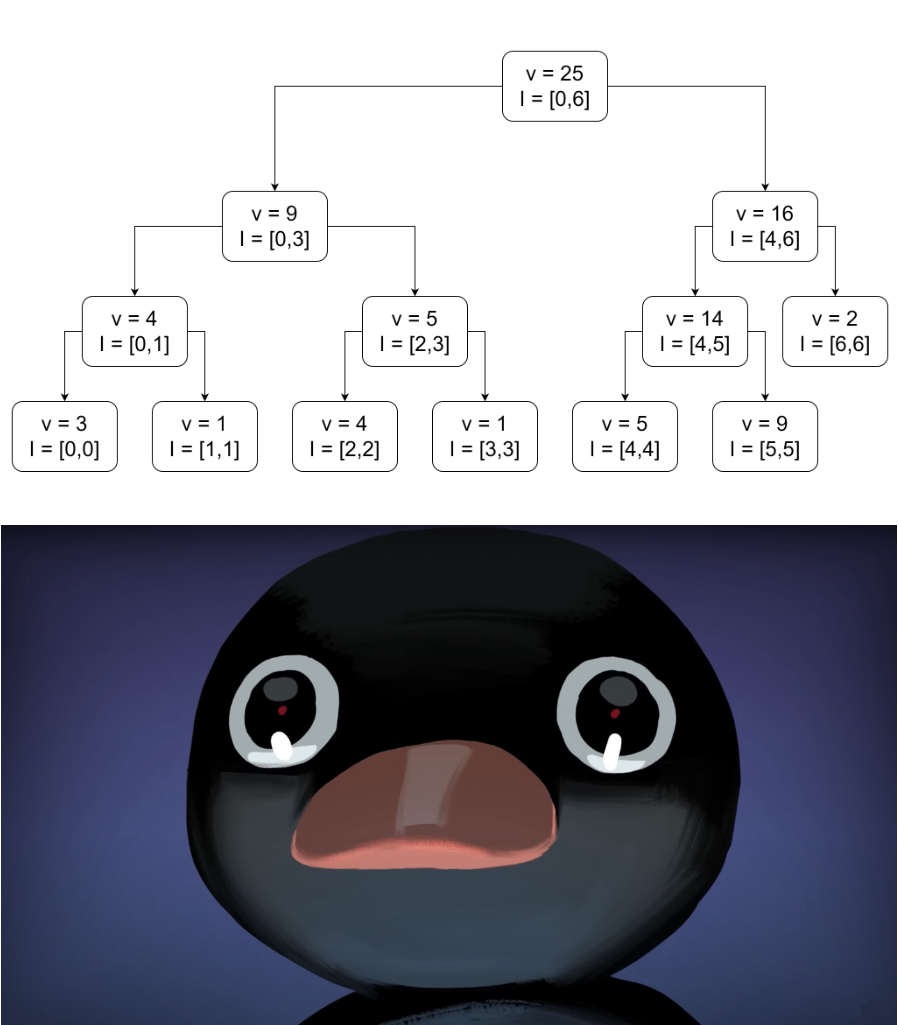 v = 25
I = [0,6]
v = 9
I = [0,3]
v = 16
I = [4,6]
v = 4
I = [0,1]
v = 5
I = [2,3]
v = 14
I = [4,5]
v = 2
I = [6,6]
v = 3
I = [0,0]
v = 1
I = [1,1]
v = 4
I = [2,2]
v = 1
I = [3,3]
v = 5
I = [4,4]
v = 9
I = [5,5]